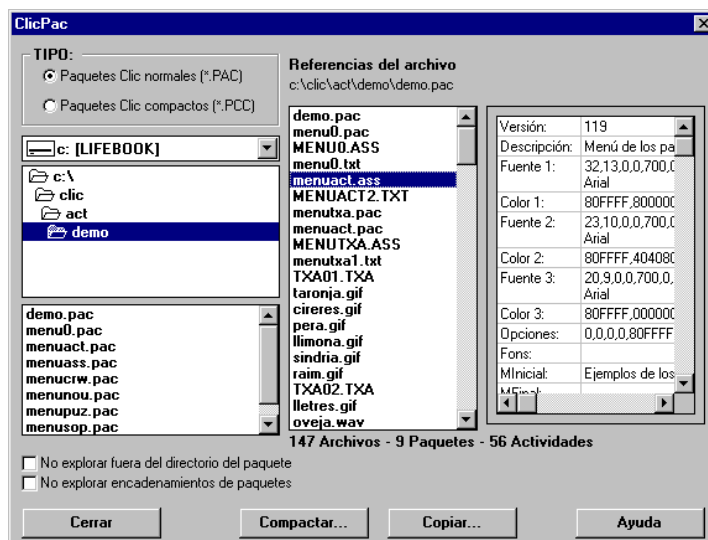 ClicPac
TIPO:
Paquetes Clic normales (*.PAC)
Paquetes Clic compactos (*.PCC)
c: [LIFEBOOK]
c:\
clic
act
demo
demo.pac
menu0.pac
menuact.pac
menuass.pac
menucrw.pac
menunou.pac
menupuz.pac
menusop.pac
Referencias del archivo
c:\clic\act\demo\demo.pac
demo.pac
menu0.pac
MENU0.ASS
menu0.txt
menuact.ass
MENUACT2.TXT
menutxa.pac
menuact.pac
MENUTXA.ASS
menutxa1.txt
TXA01.TXA
taronja.gif
cireres.gif
pera.gif
llimona.gif
sindria.gif
raim.gif
TXA02.TXA
lletres.gif
oveja.wav
Versión: 119
Descripción: Menú de los pa
Fuente 1: 32,13,0,0,700,0
Arial
Color 1: 80FFFF,800000
Fuente 2: 23,10,0,0,700,0
Arial
Color 2: 80FFFF,404080
Fuente 3: 20,9,0,0,700,0,
Arial
Color 3: 80FFFF,000000
Opciones: 0,0,0,0,80FFFF
Fons:
MInicial: Ejemplos de los
MFinal:
147 Archivos - 9 Paquetes - 56 Actividades
No explorar fuera del directorio del paquete
No explorar encadenamientos de paquetes
Cerrar
Compactar...
Copiar...
Ayuda